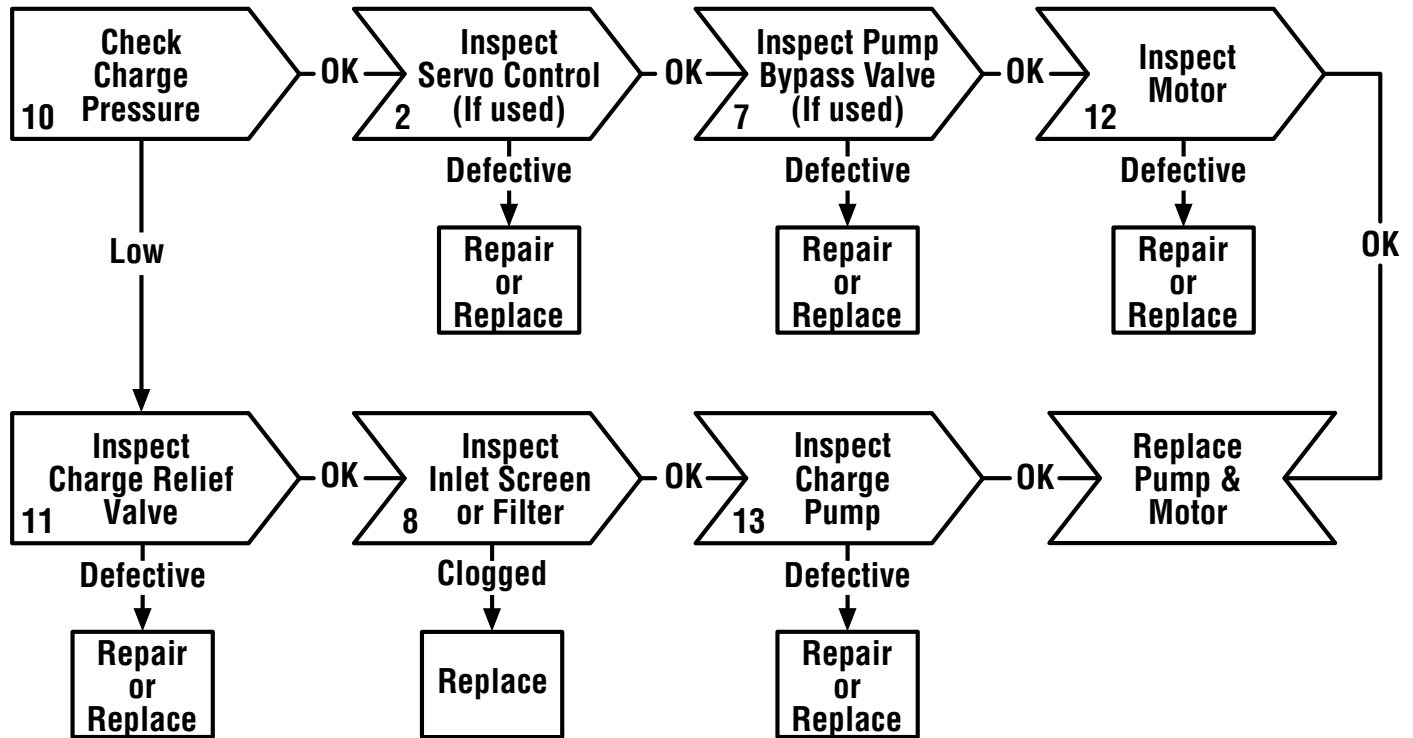 Check
Charge
Pressure
10
OK
Inspect
Servo Control
(If used)
2
OK
Inspect Pump
Bypass Valve
(If used)
7
OK
Inspect
Motor
12
OK
Defective
Repair
or
Replace
Defective
Repair
or
Replace
Defective
Repair
or
Replace
Low
Inspect
Charge Relief
Valve
11
OK
Inspect
Inlet Screen
or Filter
8
OK
Inspect
Charge
Pump
13
OK
Replace
Pump &
Motor
Defective
Repair
or
Replace
Clogged
Replace
Defective
Repair
or
Replace